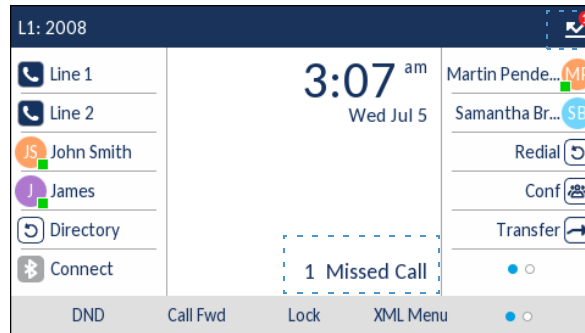 L1: 2008
Line 1
Line 2
JS John Smith
J James
Directory
Connect
3:07 am
Wed Jul 5
1 Missed Call
Martin Pende... MP
Samantha Br... SB
Redial
Conf
Transfer
DND Call Fwd Lock XML Menu